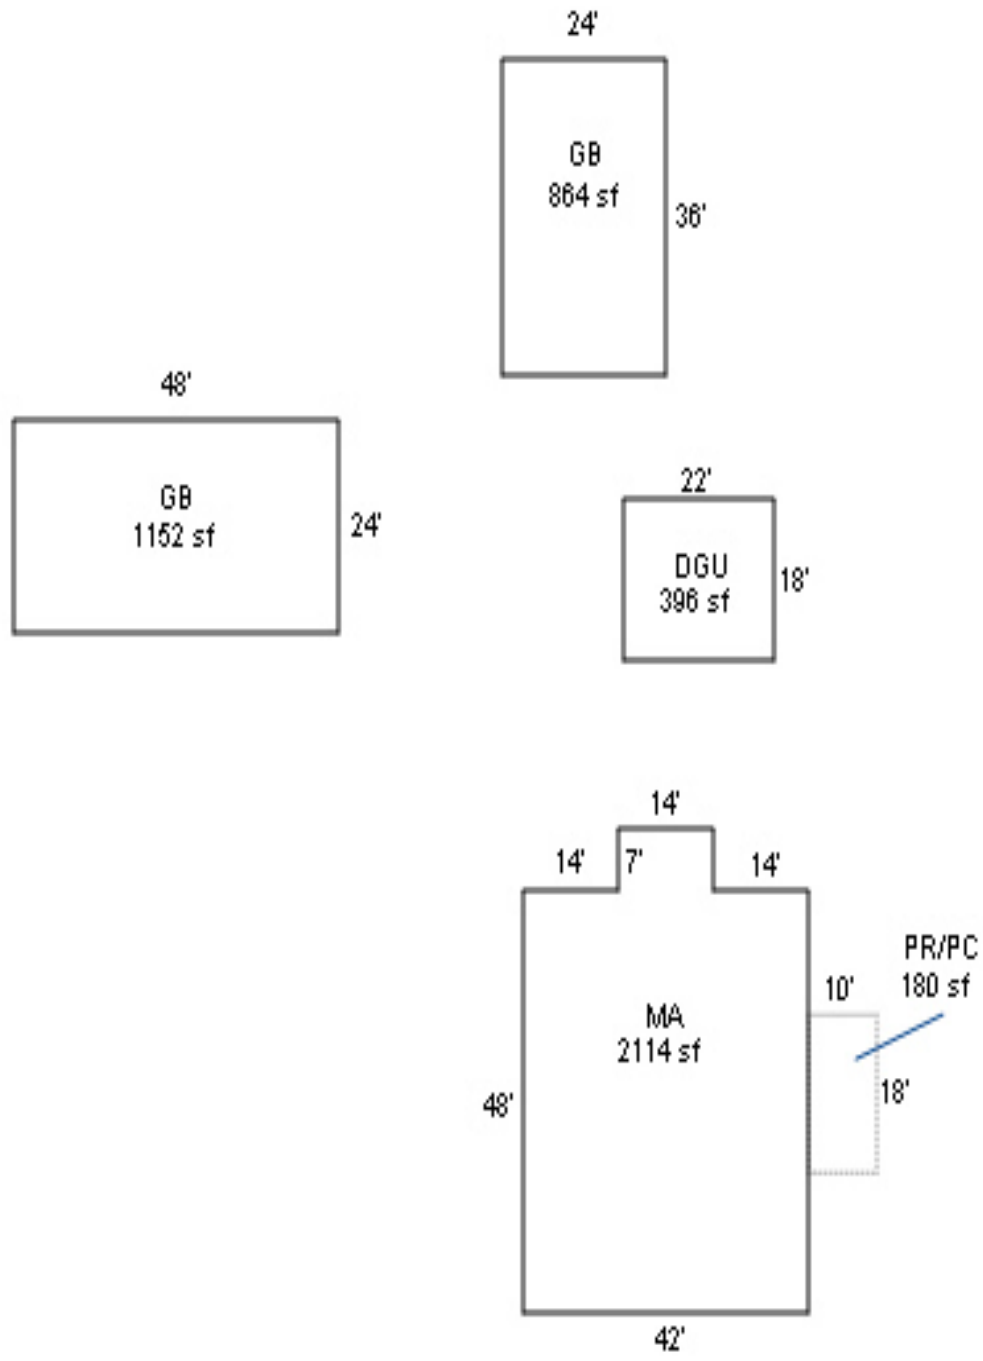 24'
GB
864 sf
36'
48'
GB
1152 sf
24'
22'
DGU
396 sf
18'
14'
14'
7'
14'
PR/PC
180 sf
10'
MA
2114 sf
48'
18'
42'